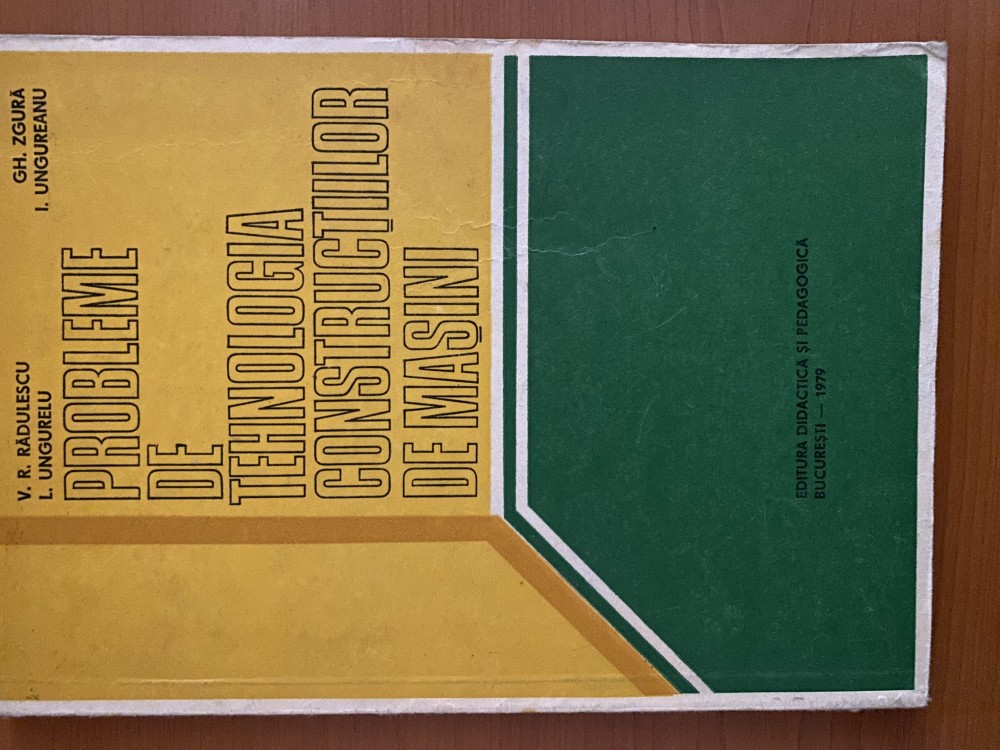 V. R. RĂDULESCU GH. ZGURĂ
L. UNGURELU I. UNGUREANU
PROBLEME
DE
TEHNOLOGIA
CONSTRUCȚIILOR
DE MAȘINI
EDITURA DIDACTICĂ ȘI PEDAGOGICĂ
BUCUREȘTI — 1979